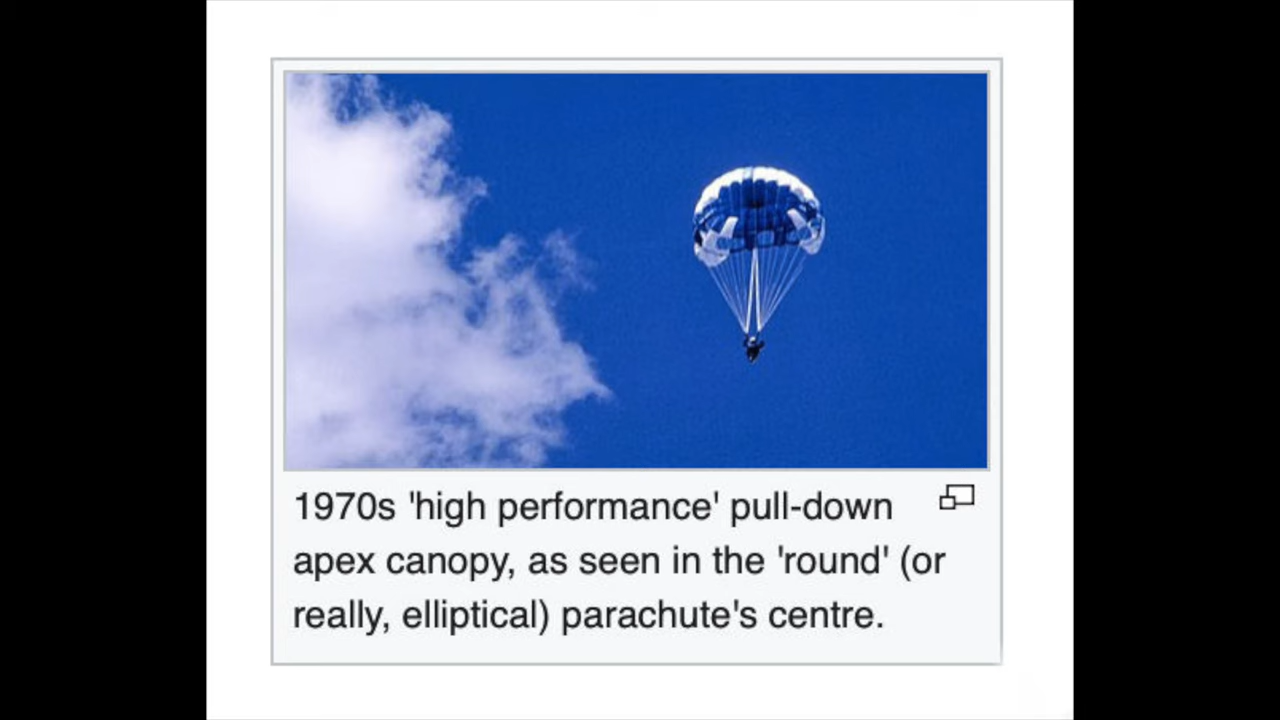 1970s 'high performance' pull-down
apex canopy, as seen in the 'round' (or
really, elliptical) parachute's centre.